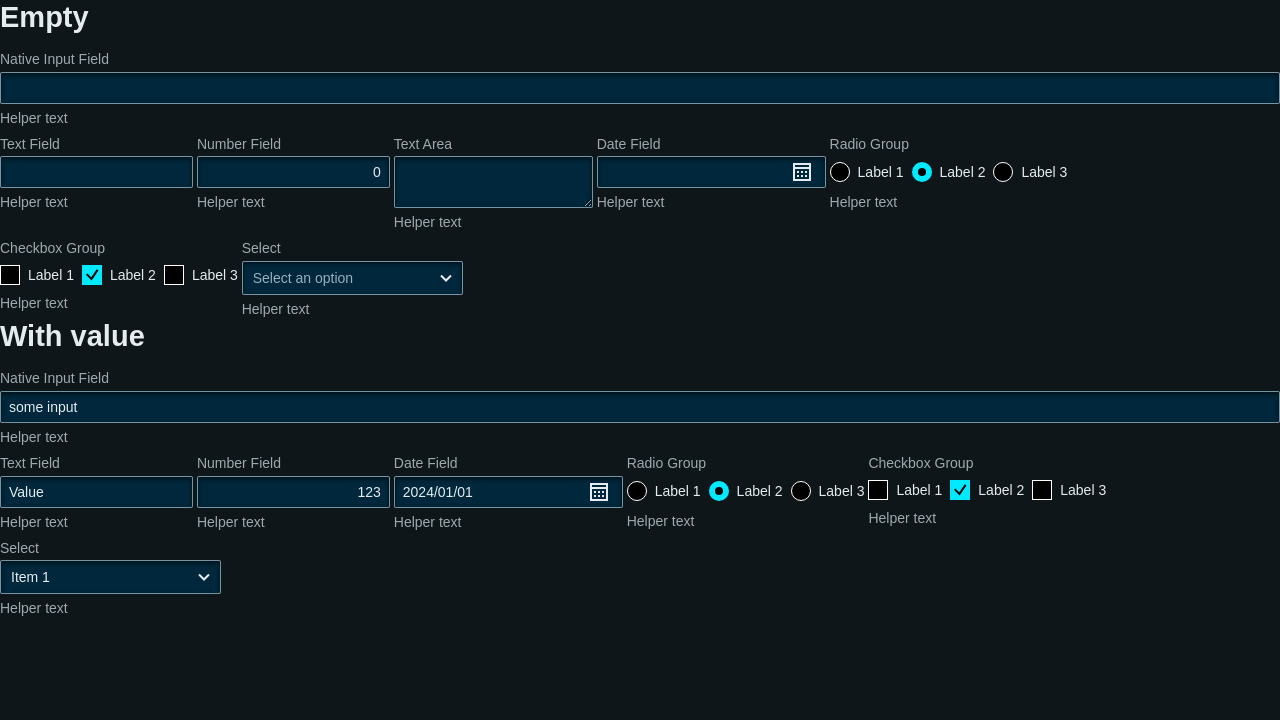 Empty
Native Input Field
Helper text
Text Field Number Field Text Area Date Field Radio Group
0 Label 1 Label 2 Label 3
Helper text Helper text Helper text Helper text
Helper text
Checkbox Group Select
Label 1 Label 2 Label 3 Select an option
Helper text Helper text
With value
Native Input Field
some input
Helper text
Text Field Number Field Date Field Radio Group Checkbox Group
Value 123 2024/01/01 Label 1 Label 2 Label 3 Label 1 Label 2 Label 3
Helper text Helper text Helper text Helper text Helper text
Select
Item 1
Helper text